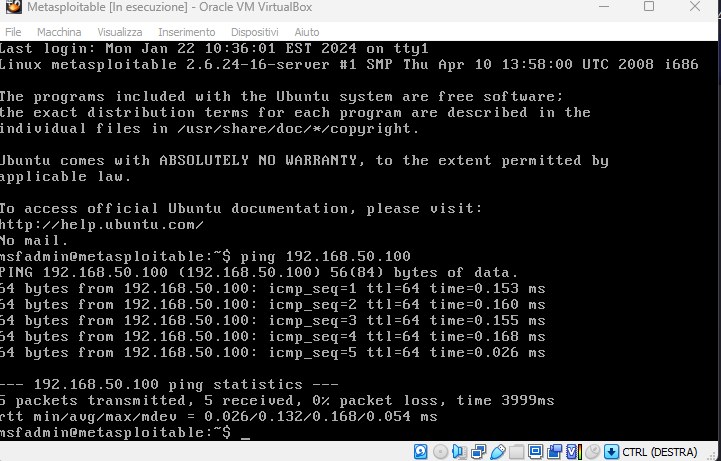 Metasploitable [In esecuzione] - Oracle VM VirtualBox
File Macchina Visualizza Inserimento Dispositivi Aiuto
Last login: Mon Jan 22 10:36:01 EST 2024 on tty1
Linux metasploitable 2.6.24-16-server #1 SMP Thu Apr 10 13:58:00 UTC 2008 i686
The programs included with the Ubuntu system are free software;
the exact distribution terms for each program are described in the
individual files in /usr/share/doc/*/copyright.
Ubuntu comes with ABSOLUTELY NO WARRANTY, to the extent permitted by
applicable law.
To access official Ubuntu documentation, please visit:
http://help.ubuntu.com/
No mail.
msfadmin@metasploitable:~$ ping 192.168.50.100
PING 192.168.50.100 (192.168.50.100) 56(84) bytes of data.
64 bytes from 192.168.50.100: icmp_seq=1 ttl=64 time=0.153 ms
64 bytes from 192.168.50.100: icmp_seq=2 ttl=64 time=0.160 ms
64 bytes from 192.168.50.100: icmp_seq=3 ttl=64 time=0.155 ms
64 bytes from 192.168.50.100: icmp_seq=4 ttl=64 time=0.168 ms
64 bytes from 192.168.50.100: icmp_seq=5 ttl=64 time=0.026 ms
--- 192.168.50.100 ping statistics ---
5 packets transmitted, 5 received, 0% packet loss, time 3999ms
rtt min/avg/max/mdev = 0.026/0.132/0.168/0.054 ms
msfadmin@metasploitable:~$ _
CTRL (DESTRA)